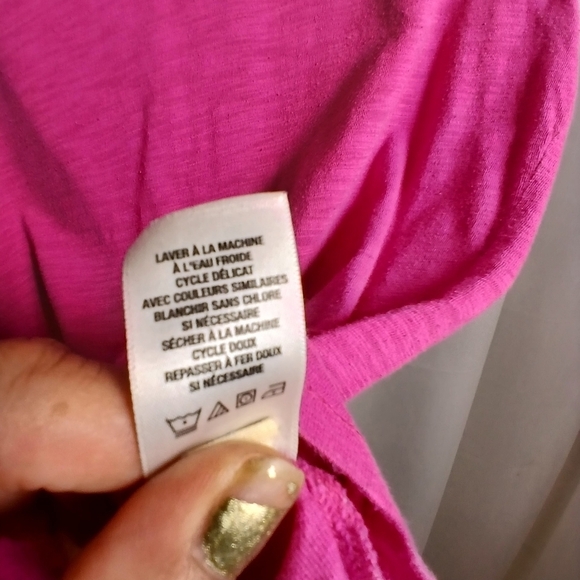 LAVER À LA MACHINE
À L'EAU FROIDE
CYCLE DÉLICAT
AVEC COULEURS SIMILAIRES
BLANCHIR SANS CHLORE
SI NÉCESSAIRE
SÉCHER À LA MACHINE
CYCLE DOUX
REPASSER À FER DOUX
SI NÉCESSAIRE